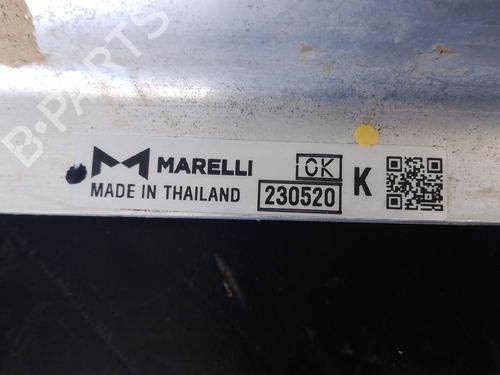 B-PARTS
MARELLI OK
MADE IN THAILAND 230520 K